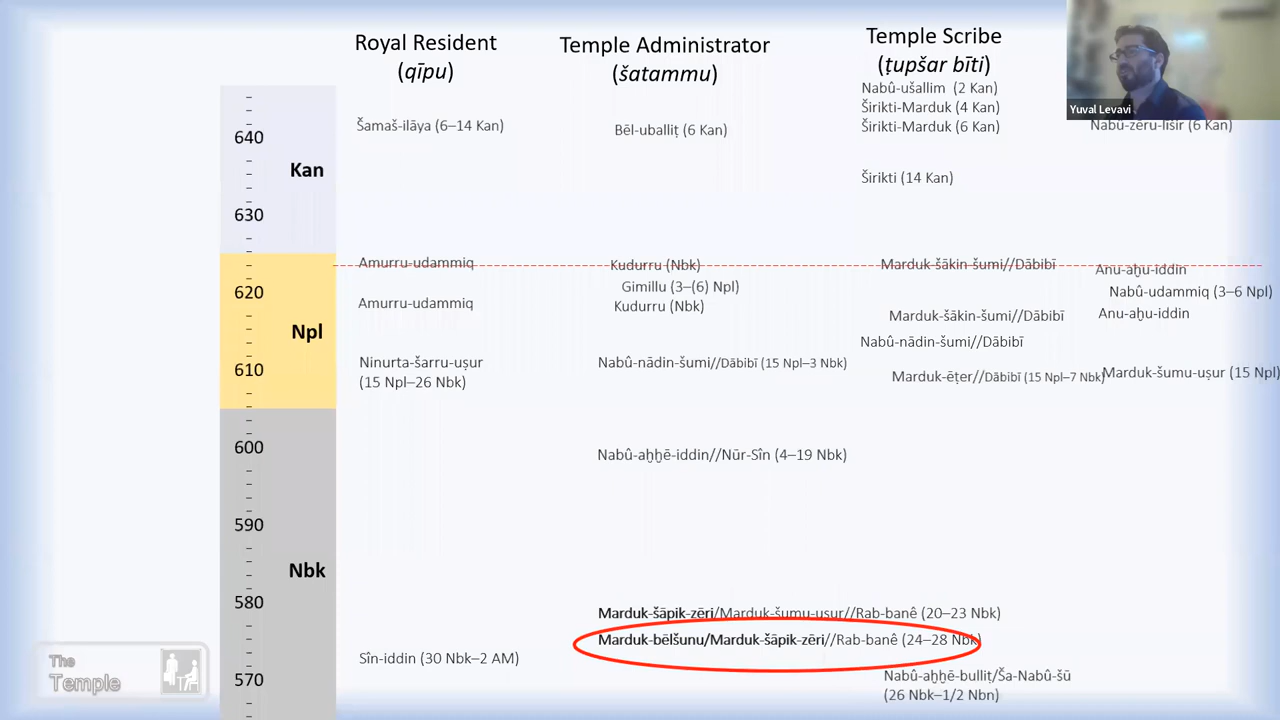 Royal Resident
(qīpu)
Temple Administrator
(šatammu)
Temple Scribe
(ṭupšar bīti)
Yuval Levavi
Nabû-ušallim (2 Kan)
Širikti-Marduk (4 Kan)
Šamaš-ilāya (6–14 Kan)
Bēl-uballiṭ (6 Kan)
Širikti-Marduk (6 Kan)
Nabû-zēru-līšir (6 Kan)
640
Kan
Širikti (14 Kan)
630
Amurru-udammiq
Kudurru (Nbk)
Marduk-šākin-šumi//Dābibī
Anu-aḫu-iddin
620
Gimillu (3–(6) Npl)
Nabû-udammiq (3–6 Npl)
Amurru-udammiq
Kudurru (Nbk)
Marduk-šākin-šumi//Dābibī
Anu-aḫu-iddin
Npl
Nabû-nādin-šumi//Dābibī
610
Ninurta-šarru-uṣur
(15 Npl–26 Nbk)
Nabû-nādin-šumi//Dābibī (15 Npl–3 Nbk)
Marduk-ēṭer//Dābibī (15 Npl–7 Nbk)
Marduk-šumu-uṣur (15 Npl)
600
Nabû-aḫḫē-iddin//Nūr-Sîn (4–19 Nbk)
590
Nbk
580
Marduk-šāpik-zēri/Marduk-šumu-uṣur//Rab-banê (20–23 Nbk)
Marduk-bēlšunu/Marduk-šāpik-zēri//Rab-banê (24–28 Nbk)
Sîn-iddin (30 Nbk–2 AM)
570
Nabû-aḫḫē-bulliṭ/Ša-Nabû-šū
(26 Nbk–1/2 Nbn)
The
Temple